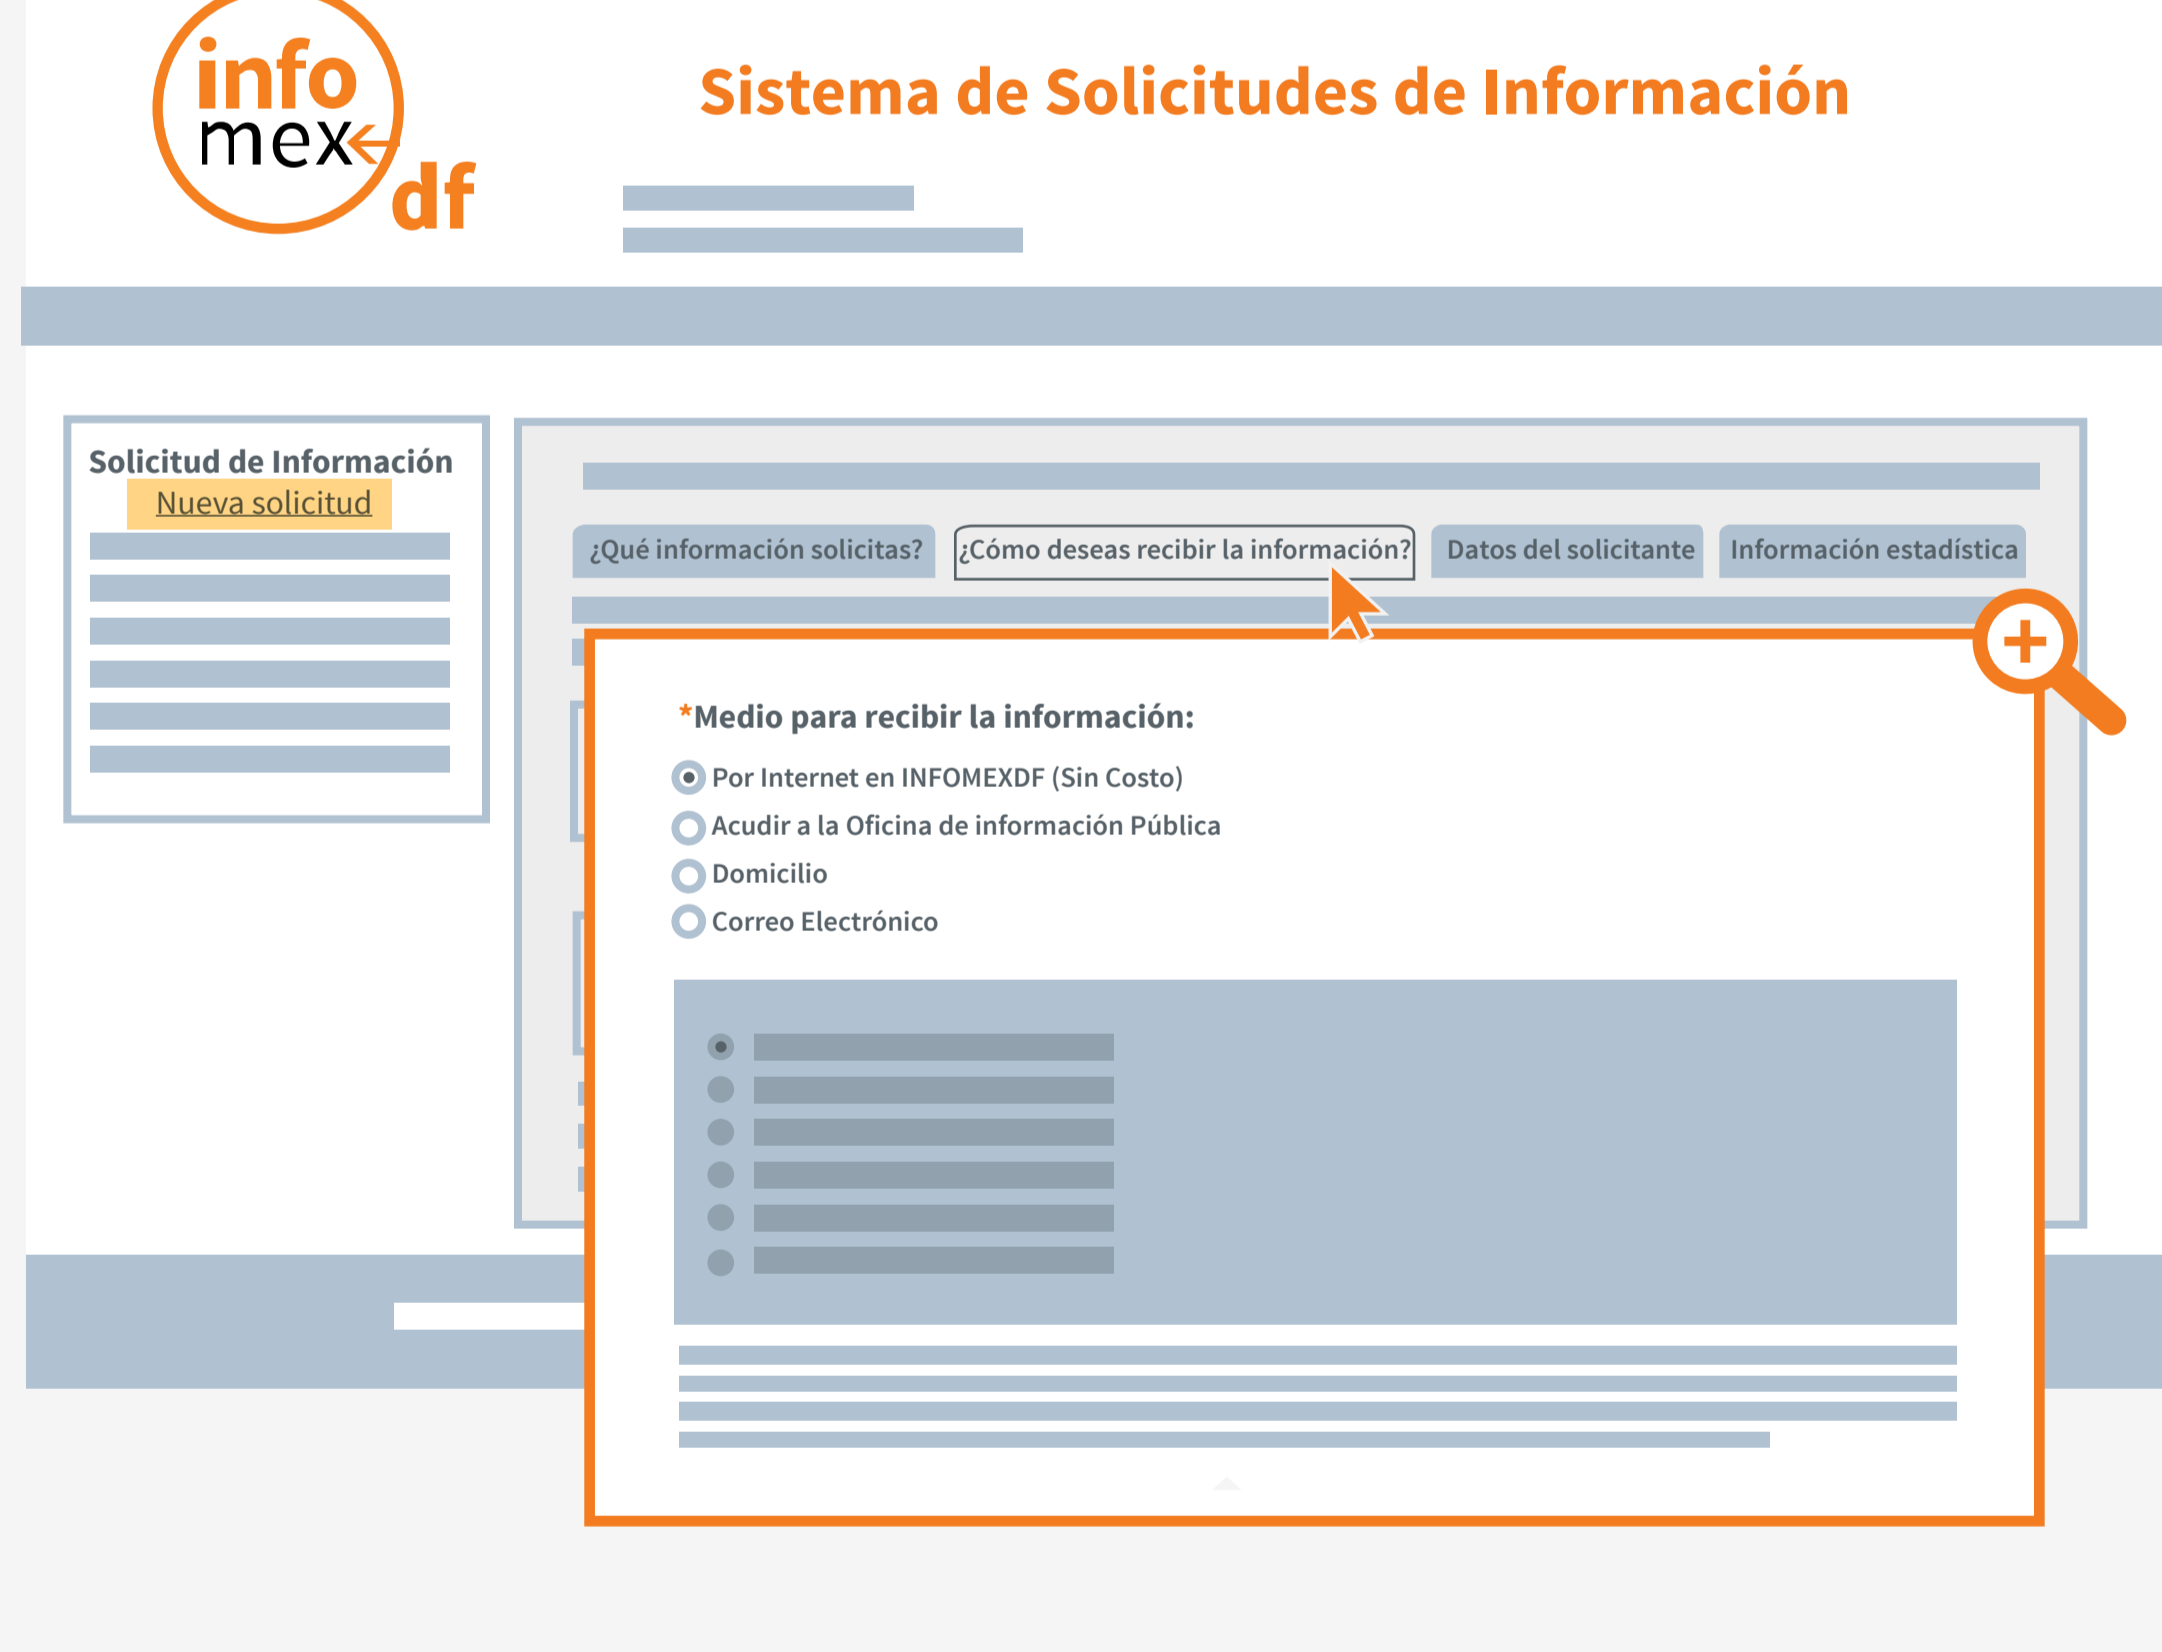 info
mex
df
Sistema de Solicitudes de Información
Solicitud de Información
Nueva solicitud
¿Qué información solicitas?
¿Cómo deseas recibir la información?
Datos del solicitante
Información estadística
*Medio para recibir la información:
Por Internet en INFOMEXDF (Sin Costo)
Acudir a la Oficina de información Pública
Domicilio
Correo Electrónico